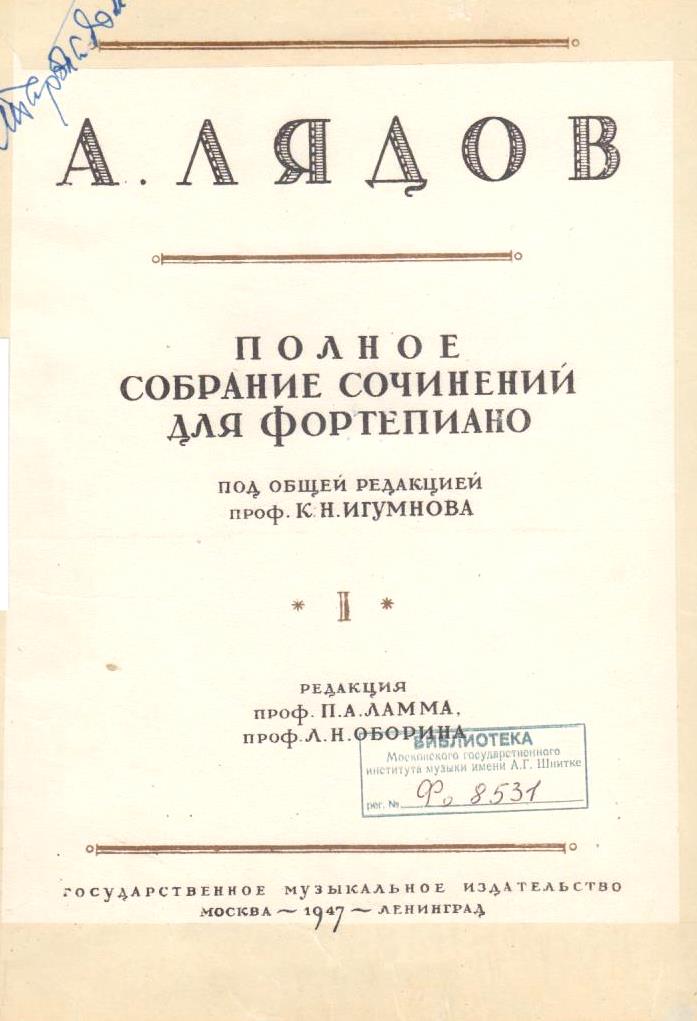 А. ЛЯДОВ
ПОЛНОЕ
СОБРАНИЕ СОЧИНЕНИЙ
ДЛЯ ФОРТЕПИАНО
ПОД ОБЩЕЙ РЕДАКЦИЕЙ
ПРОФ. К. Н. ИГУМНОВА
* I *
РЕДАКЦИЯ
ПРОФ. П. А. ЛАММА,
ПРОФ. Л. Н. ОБОРИНА
БИБЛИОТЕКА
Московского государственного
института музыки имени А.Г. Шнитке
рег. № Фо 8531
ГОСУДАРСТВЕННОЕ МУЗЫКАЛЬНОЕ ИЗДАТЕЛЬСТВО
МОСКВА — 1947 — ЛЕНИНГРАД